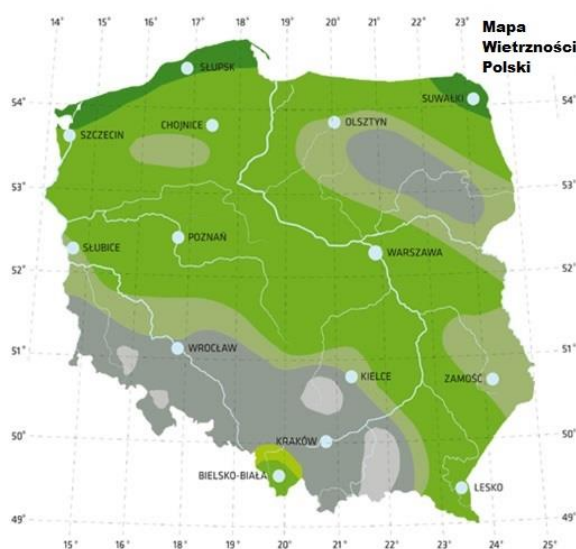 14° 15° 16° 17° 18° 19° 20° 21° 22° 23°
Mapa
Wietrzności
Polski
SŁUPSK
SUWAŁKI
54° 54°
CHOJNICE
OLSZTYN
SZCZECIN
53° 53°
POZNAŃ
SŁUBICE
WARSZAWA
52° 52°
WROCŁAW
51° 51°
KIELCE
ZAMOŚĆ
50° 50°
KRAKÓW
BIELSKO-BIAŁA
LESKO
49° 49°
15° 16° 17° 18° 19° 20° 21° 22° 23° 24°